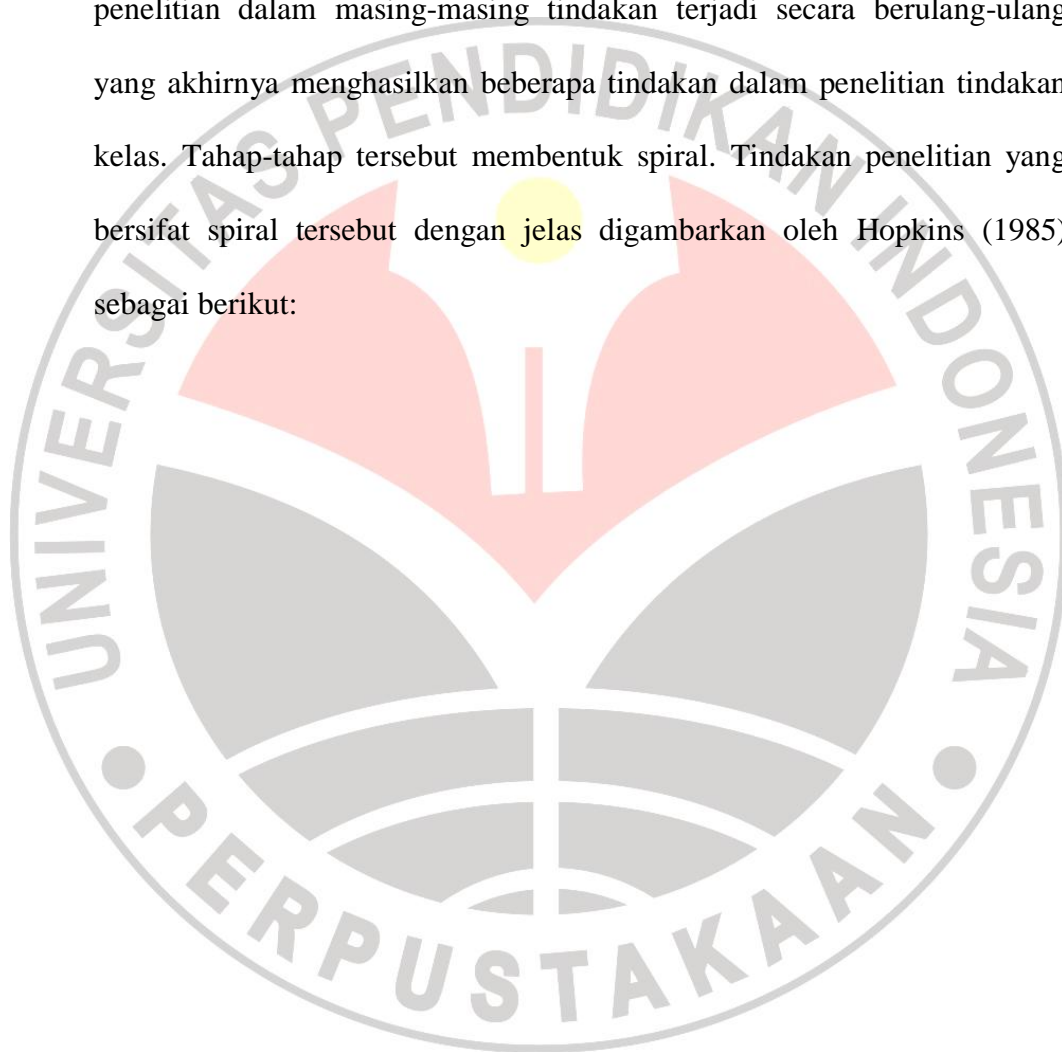 penelitian dalam masing-masing tindakan terjadi secara berulang-ulang
yang akhirnya menghasilkan beberapa tindakan dalam penelitian tindakan
kelas. Tahap-tahap tersebut membentuk spiral. Tindakan penelitian yang
bersifat spiral tersebut dengan jelas digambarkan oleh Hopkins (1985)
sebagai berikut:
UNIVERSITAS PENDIDIKAN INDONESIA
PERPUSTAKAAN